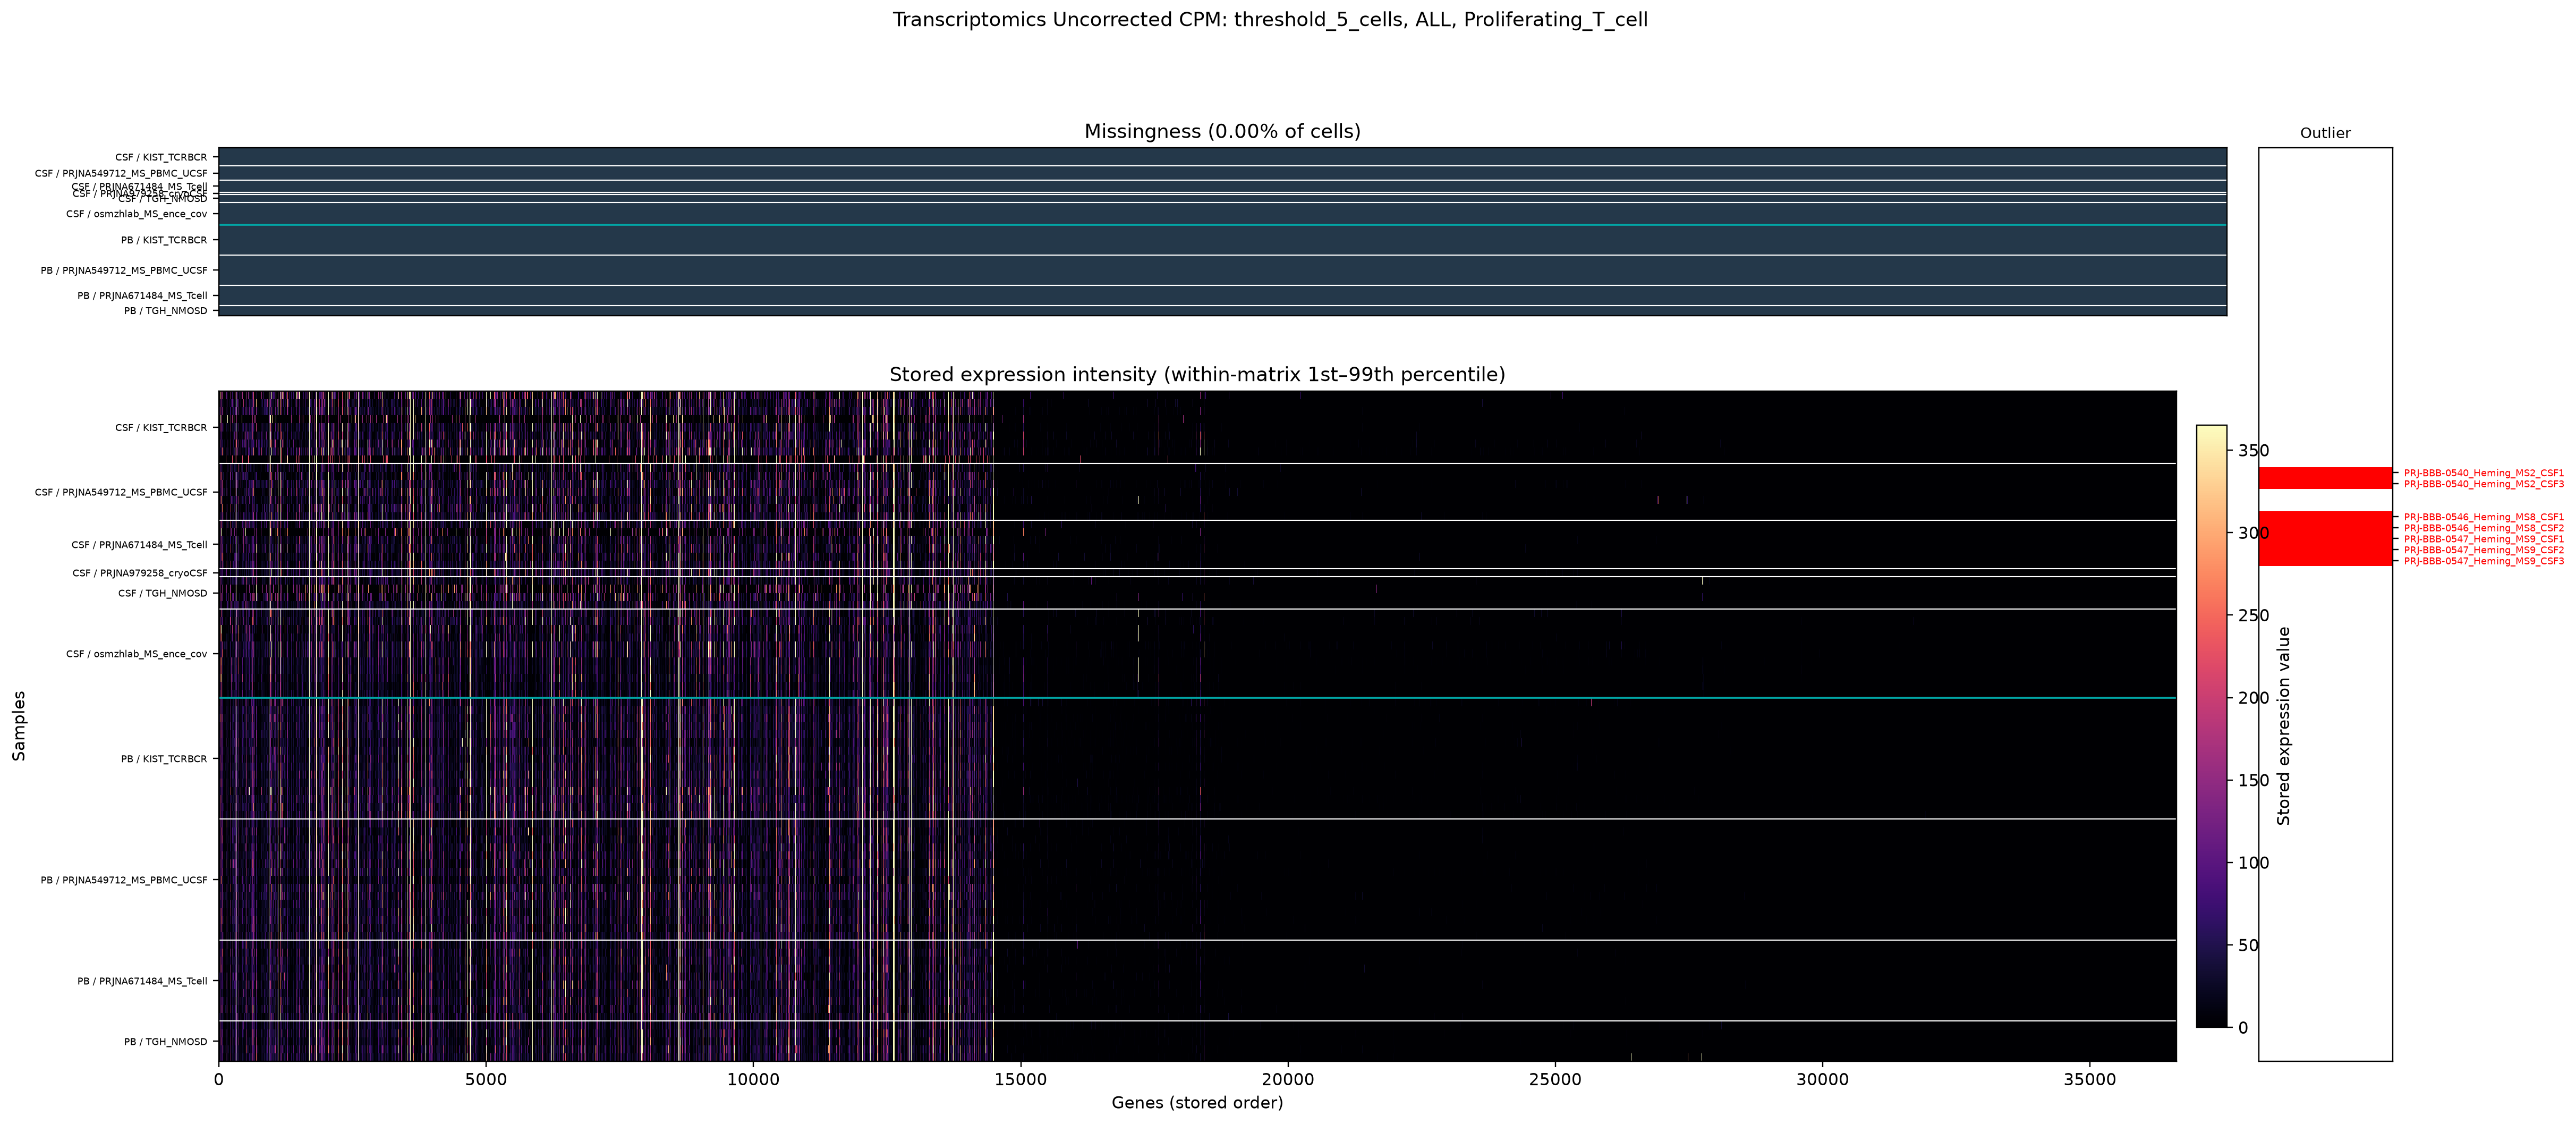 Transcriptomics Uncorrected CPM: threshold_5_cells, ALL, Proliferating_T_cell
Missingness (0.00% of cells)
Outlier
CSF / KIST_TCRBCR
CSF / PRJNA549712_MS_PBMC_UCSF
CSF / PRJNA671484_MS_Tcell
CSF / PRJNA979258_cryoCSF
CSF / TGH_NMOSD
CSF / osmzhlab_MS_ence_cov
PB / KIST_TCRBCR
PB / PRJNA549712_MS_PBMC_UCSF
PB / PRJNA671484_MS_Tcell
PB / TGH_NMOSD
Stored expression intensity (within-matrix 1st–99th percentile)
CSF / KIST_TCRBCR
CSF / PRJNA549712_MS_PBMC_UCSF
CSF / PRJNA671484_MS_Tcell
CSF / PRJNA979258_cryoCSF
CSF / TGH_NMOSD
CSF / osmzhlab_MS_ence_cov
PB / KIST_TCRBCR
PB / PRJNA549712_MS_PBMC_UCSF
PB / PRJNA671484_MS_Tcell
PB / TGH_NMOSD
Samples
0 5000 10000 15000 20000 25000 30000 35000
Genes (stored order)
350
300
250
200
150
100
50
0
Stored expression value
PRJ-BBB-0540_Heming_MS2_CSF1
PRJ-BBB-0540_Heming_MS2_CSF3
PRJ-BBB-0546_Heming_MS8_CSF1
PRJ-BBB-0546_Heming_MS8_CSF2
PRJ-BBB-0547_Heming_MS9_CSF1
PRJ-BBB-0547_Heming_MS9_CSF2
PRJ-BBB-0547_Heming_MS9_CSF3